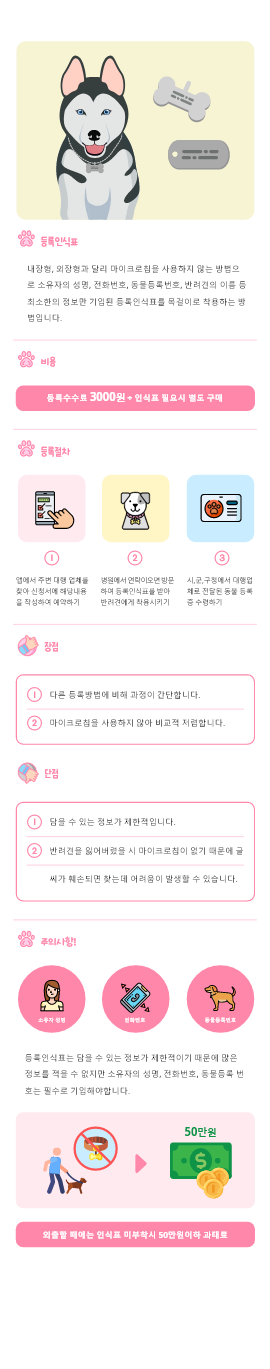 등록인식표
내장형, 외장형과 달리 마이크로칩을 사용하지 않는 방법으
로 소유자의 성명, 전화번호, 동물등록번호, 반려견의 이름 등
최소한의 정보만 기입된 등록인식표를 목걸이로 착용하는 방
법입니다.
비용
등록수수료 3000원 + 인식표 필요시 별도 구매
등록절차
1
2
3
앱에서 주변 대행 업체를
찾아 신청서에 해당내용
을 작성하여 예약하기
병원에서 연락이오면 방문
하여 등록인식표를 받아
반려견에게 착용시키기
시,군,구청에서 대행업
체로 전달된 동물 등록
증 수령하기
장점
1 다른 등록방법에 비해 과정이 간단합니다.
2 마이크로칩을 사용하지 않아 비교적 저렴합니다.
단점
1 담을 수 있는 정보가 제한적입니다.
2 반려견을 잃어버렸을 시 마이크로칩이 없기 때문에 글
씨가 훼손되면 찾는데 어려움이 발생할 수 있습니다.
주의사항!
소유자 성명
전화번호
동물등록번호
등록인식표는 담을 수 있는 정보가 제한적이기 때문에 많은
정보를 적을 수 없지만 소유자의 성명, 전화번호, 동물등록 번
호는 필수로 기입해야합니다.
50만원
외출할 때에는 인식표 미부착시 50만원이하 과태료